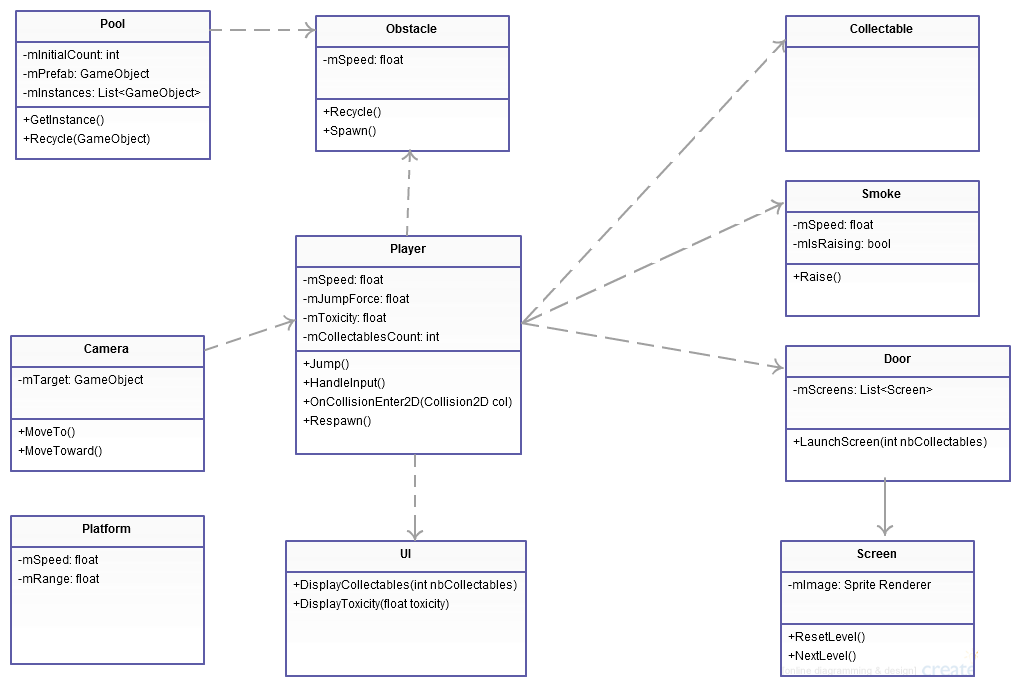 Pool
-mInitialCount: int
-mPrefab: GameObject
-mInstances: List<GameObject>
+GetInstance()
+Recycle(GameObject)
Obstacle
-mSpeed: float
+Recycle()
+Spawn()
Collectable
Smoke
-mSpeed: float
-mIsRaising: bool
+Raise()
Player
-mSpeed: float
-mJumpForce: float
-mToxicity: float
-mCollectablesCount: int
+Jump()
+HandleInput()
+OnCollisionEnter2D(Collision2D col)
+Respawn()
Camera
-mTarget: GameObject
+MoveTo()
+MoveToward()
Door
-mScreens: List<Screen>
+LaunchScreen(int nbCollectables)
Platform
-mSpeed: float
-mRange: float
UI
+DisplayCollectables(int nbCollectables)
+DisplayToxicity(float toxicity)
Screen
-mImage: Sprite Renderer
+ResetLevel()
+NextLevel()
[online diagramming & design] create